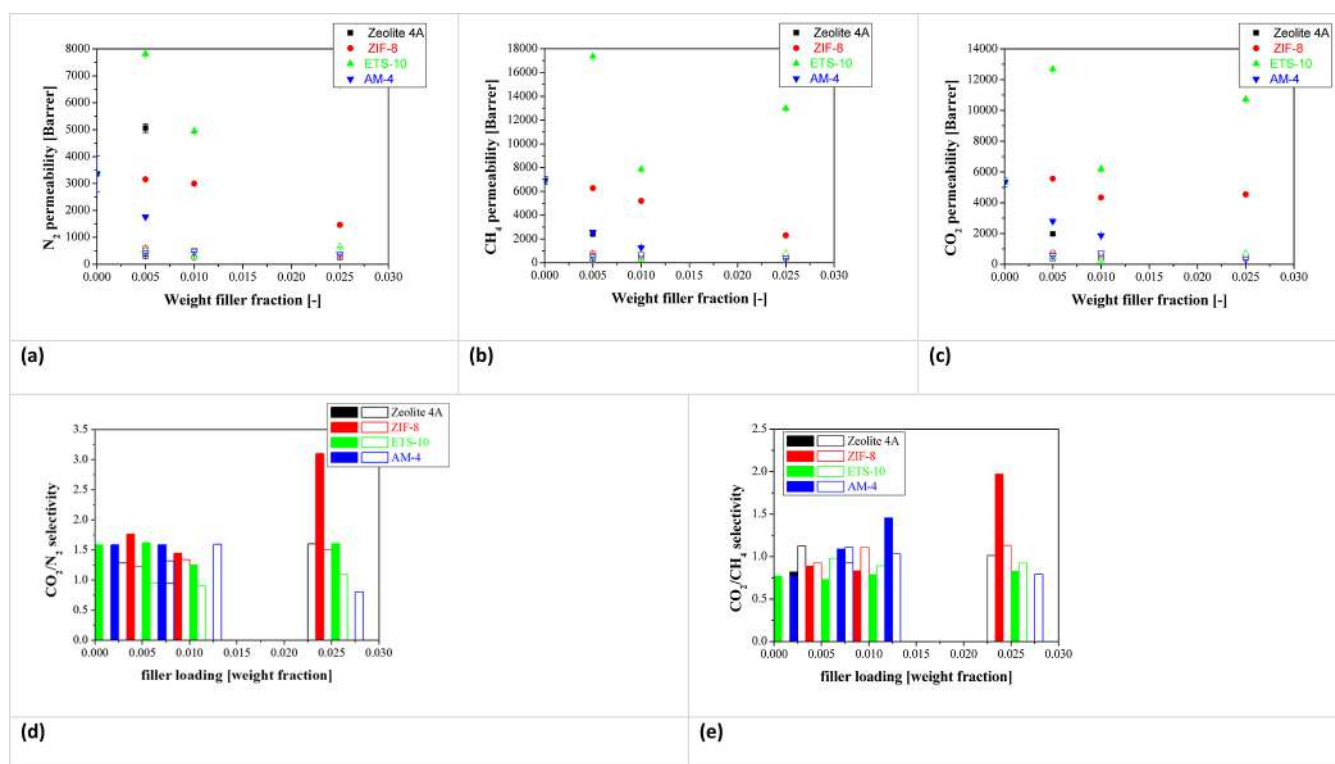 Zeolite 4A
ZIF-8
ETS-10
AM-4
8000
7000
6000
5000
4000
3000
2000
1000
0
0.000 0.005 0.010 0.015 0.020 0.025 0.030
N2 permeability [Barrer]
Weight filler fraction [-]
(a)
Zeolite 4A
ZIF-8
ETS-10
AM-4
18000
16000
14000
12000
10000
8000
6000
4000
2000
0
0.000 0.005 0.010 0.015 0.020 0.025 0.030
CH4 permeability [Barrer]
Weight filler fraction [-]
(b)
Zeolite 4A
ZIF-8
ETS-10
AM-4
14000
12000
10000
8000
6000
4000
2000
0
0.000 0.005 0.010 0.015 0.020 0.025 0.030
CO2 permeability [Barrer]
Weight filler fraction [-]
(c)
Zeolite 4A
ZIF-8
ETS-10
AM-4
3.5
3.0
2.5
2.0
1.5
1.0
0.5
0.0
0.000 0.005 0.010 0.015 0.020 0.025 0.030
CO2/N2 selectivity
filler loading [weight fraction]
(d)
Zeolite 4A
ZIF-8
ETS-10
AM-4
2.5
2.0
1.5
1.0
0.5
0.0
0.000 0.005 0.010 0.015 0.020 0.025 0.030
CO2/CH4 selectivity
filler loading [weight fraction]
(e)